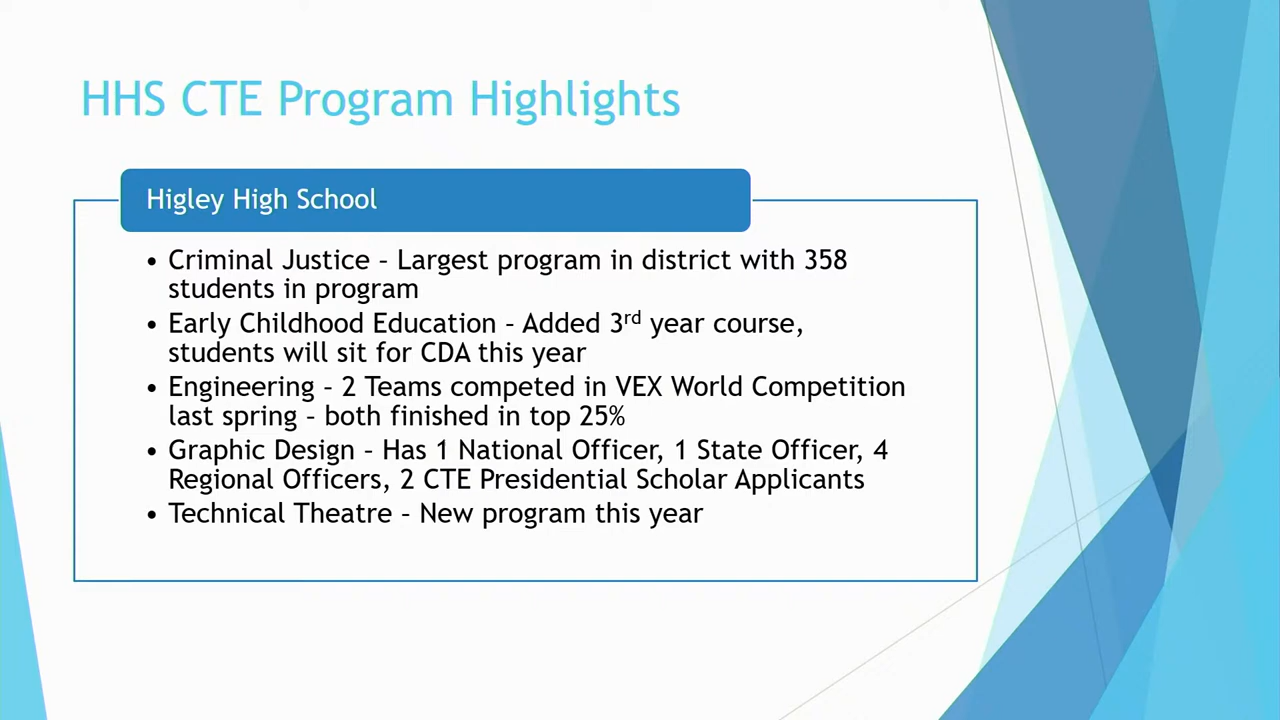 HHS CTE Program Highlights
Higley High School
• Criminal Justice – Largest program in district with 358
students in program
• Early Childhood Education – Added 3rd year course,
students will sit for CDA this year
• Engineering – 2 Teams competed in VEX World Competition
last spring – both finished in top 25%
• Graphic Design – Has 1 National Officer, 1 State Officer, 4
Regional Officers, 2 CTE Presidential Scholar Applicants
• Technical Theatre – New program this year